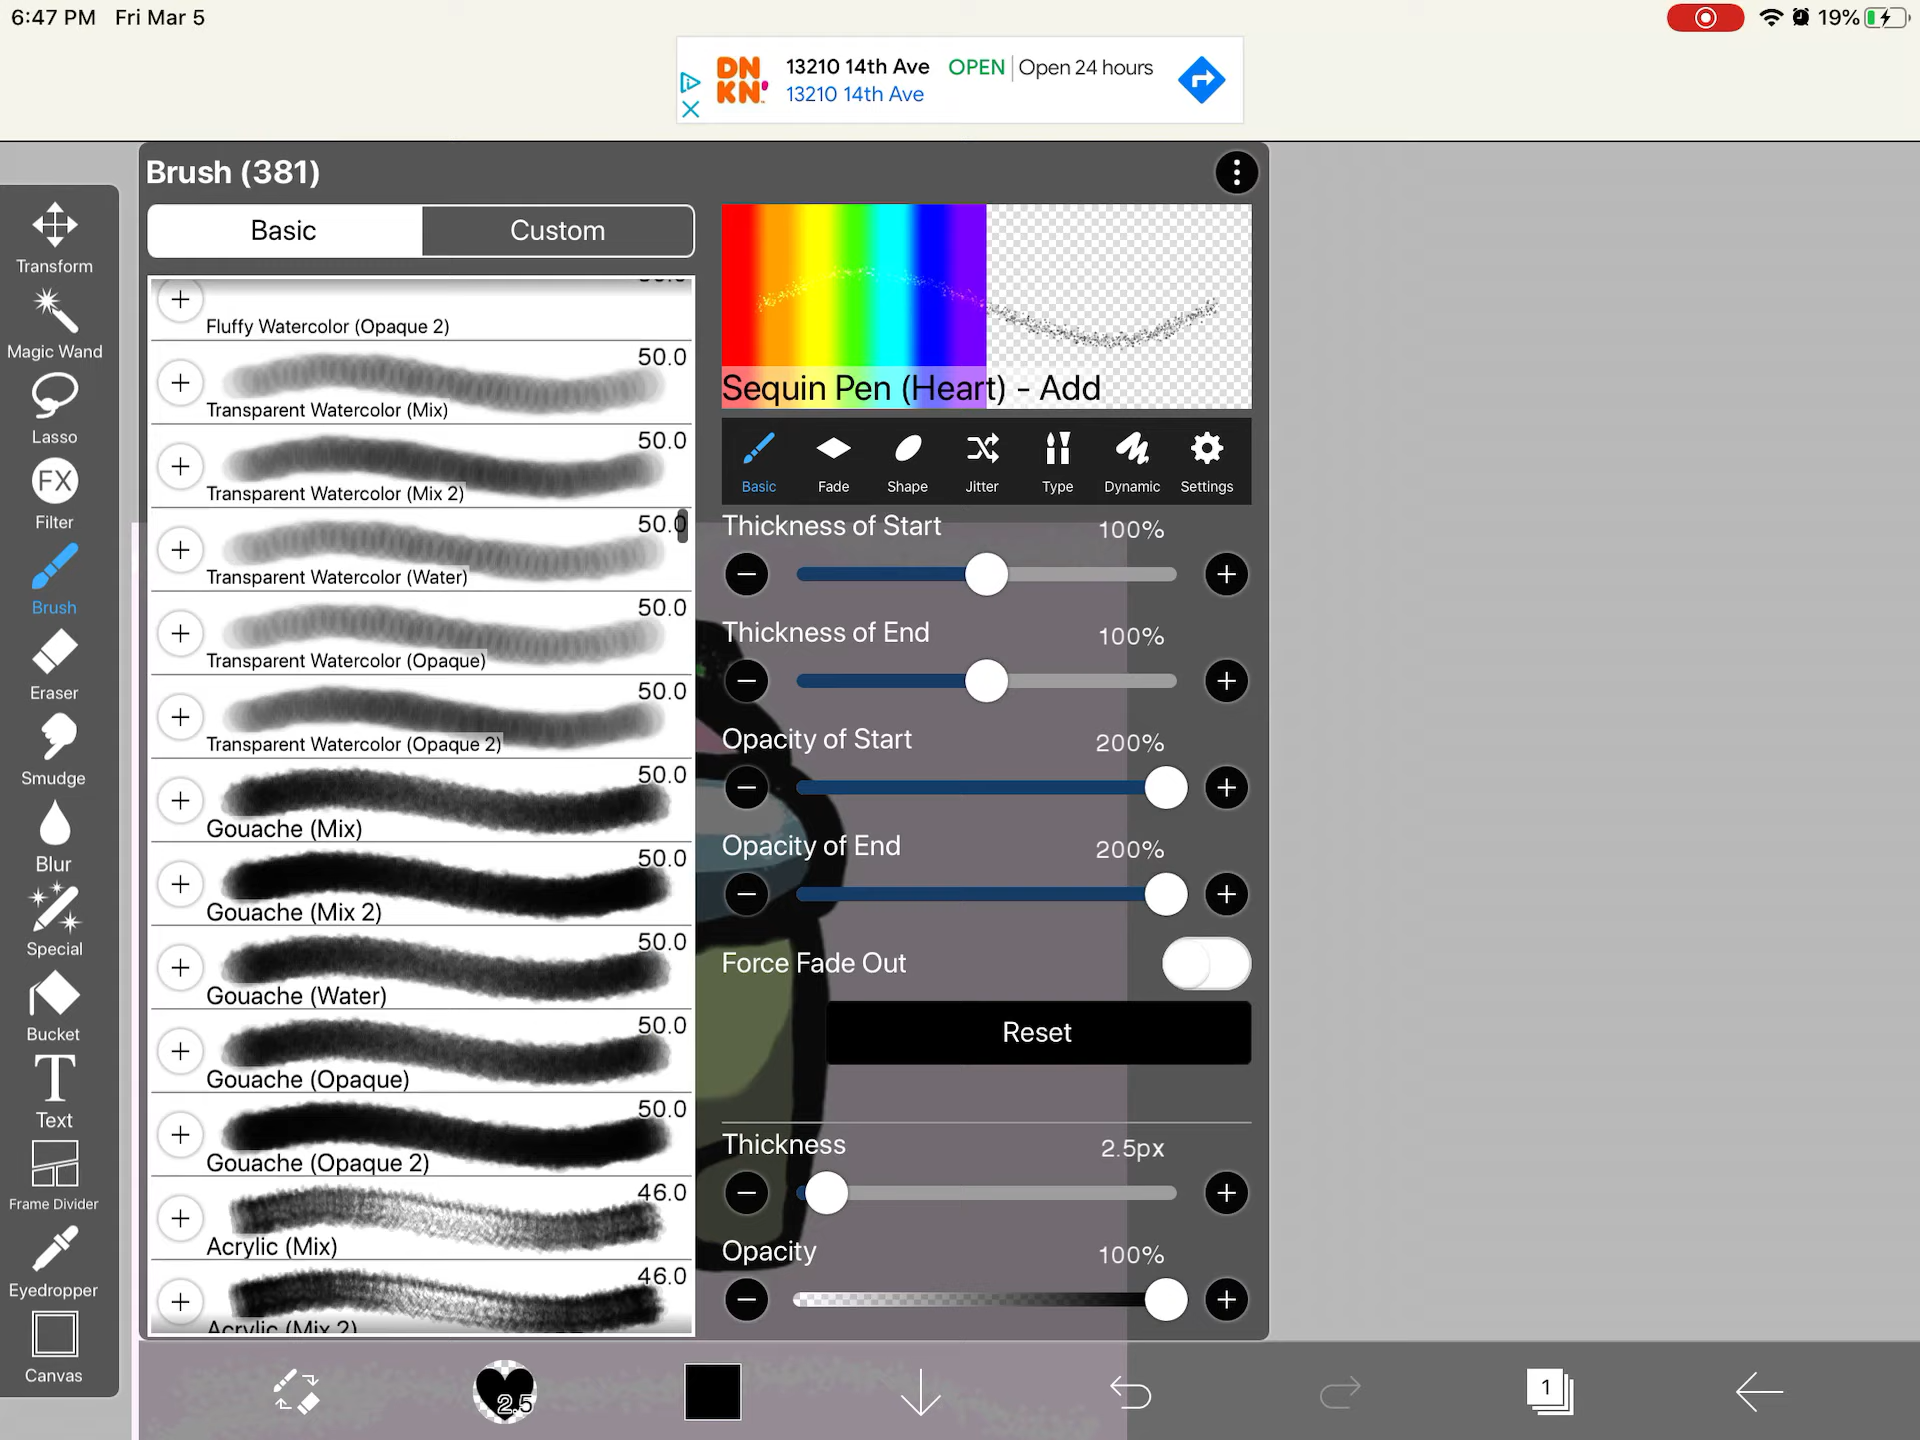 6:47 PM Fri Mar 5
19%
DN
KN
13210 14th Ave OPEN Open 24 hours
13210 14th Ave
Brush (381)
Basic Custom
Transform
Magic Wand
Lasso
FX
Filter
Brush
Eraser
Smudge
Blur
Special
Bucket
T
Text
Frame Divider
Eyedropper
Canvas
Fluffy Watercolor (Opaque 2)
50.0
Transparent Watercolor (Mix)
50.0
Transparent Watercolor (Mix 2)
50.0
Transparent Watercolor (Water)
50.0
Transparent Watercolor (Opaque)
50.0
Transparent Watercolor (Opaque 2)
50.0
Gouache (Mix)
50.0
Gouache (Mix 2)
50.0
Gouache (Water)
50.0
Gouache (Opaque)
50.0
Gouache (Opaque 2)
46.0
Acrylic (Mix)
46.0
Acrylic (Mix 2)
Sequin Pen (Heart) - Add
Basic Fade Shape Jitter Type Dynamic Settings
Thickness of Start 100%
Thickness of End 100%
Opacity of Start 200%
Opacity of End 200%
Force Fade Out
Reset
Thickness 2.5px
Opacity 100%
2.5
1